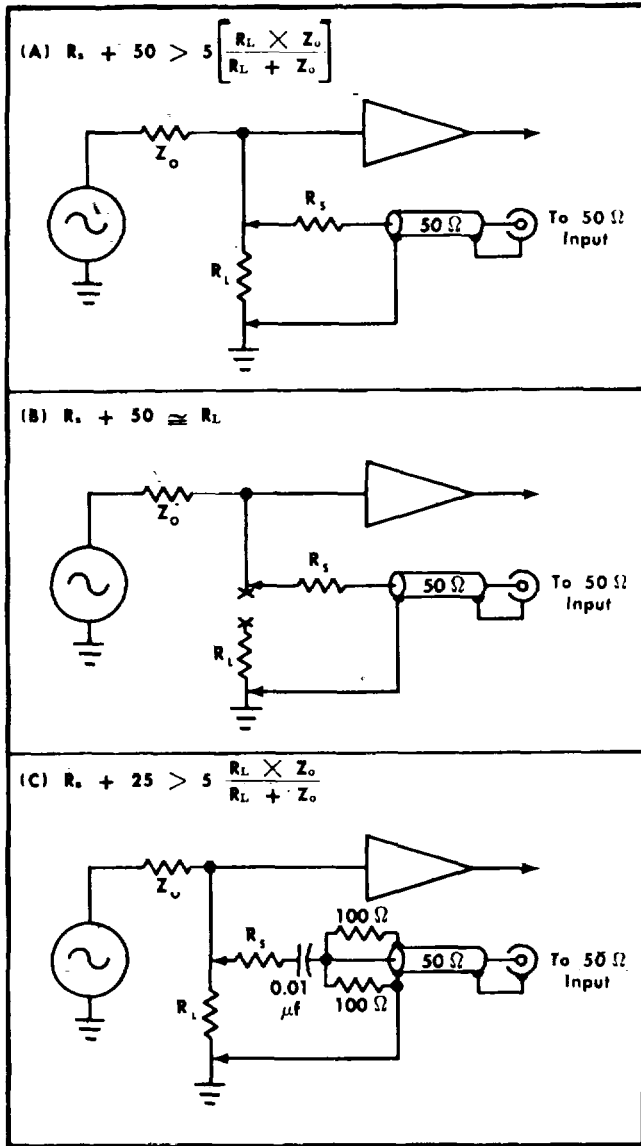 (A) Rs + 50 > 5 [ RL × Zo / RL + Zo ]
Zo
Rs
50 Ω
To 50 Ω
Input
RL
(B) Rs + 50 ≅ RL
Zo
Rs
50 Ω
To 50 Ω
Input
RL
(C) Rs + 25 > 5 RL × Zo / RL + Zo
Zo
100 Ω
Rs
50 Ω
To 50 Ω
Input
0.01
μf
100 Ω
RL